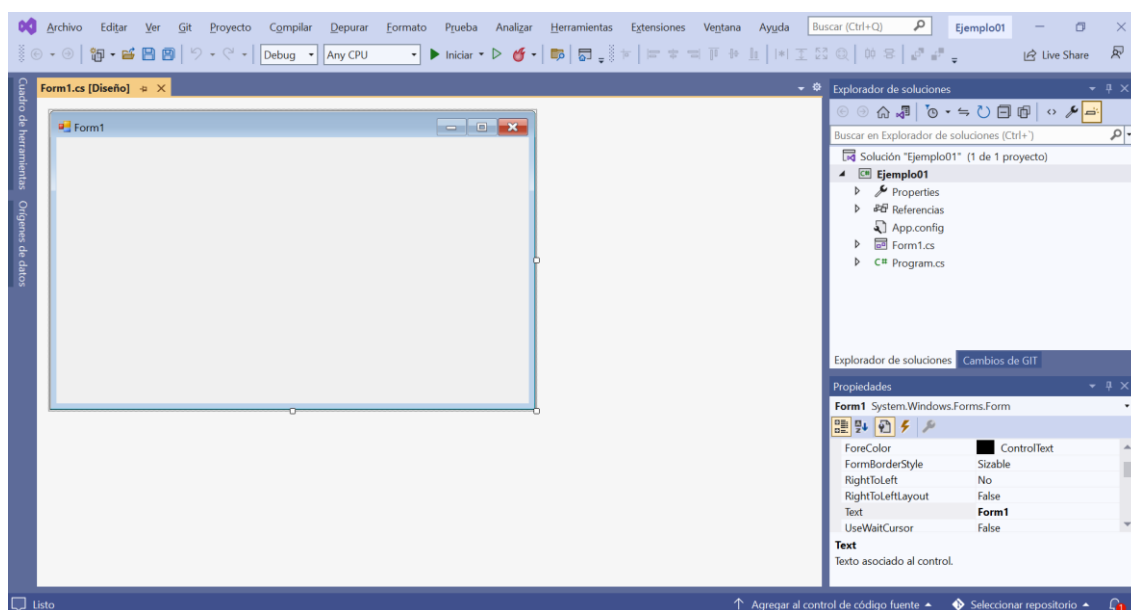 Archivo Editar Ver Git Proyecto Compilar Depurar Formato Prueba Analizar Herramientas Extensiones Ventana Ayuda Buscar (Ctrl+Q) Ejemplo01
Debug Any CPU Iniciar Live Share
Cuadro de herramientas Orígenes de datos
Form1.cs [Diseño]
Form1
Explorador de soluciones
Buscar en Explorador de soluciones (Ctrl+`)
Solución "Ejemplo01" (1 de 1 proyecto)
C# Ejemplo01
Properties
Referencias
App.config
Form1.cs
C# Program.cs
Explorador de soluciones Cambios de GIT
Propiedades
Form1 System.Windows.Forms.Form
ForeColor ControlText
FormBorderStyle Sizable
RightToLeft No
RightToLeftLayout False
Text Form1
UseWaitCursor False
Text
Texto asociado al control.
Listo Agregar al control de código fuente Seleccionar repositorio